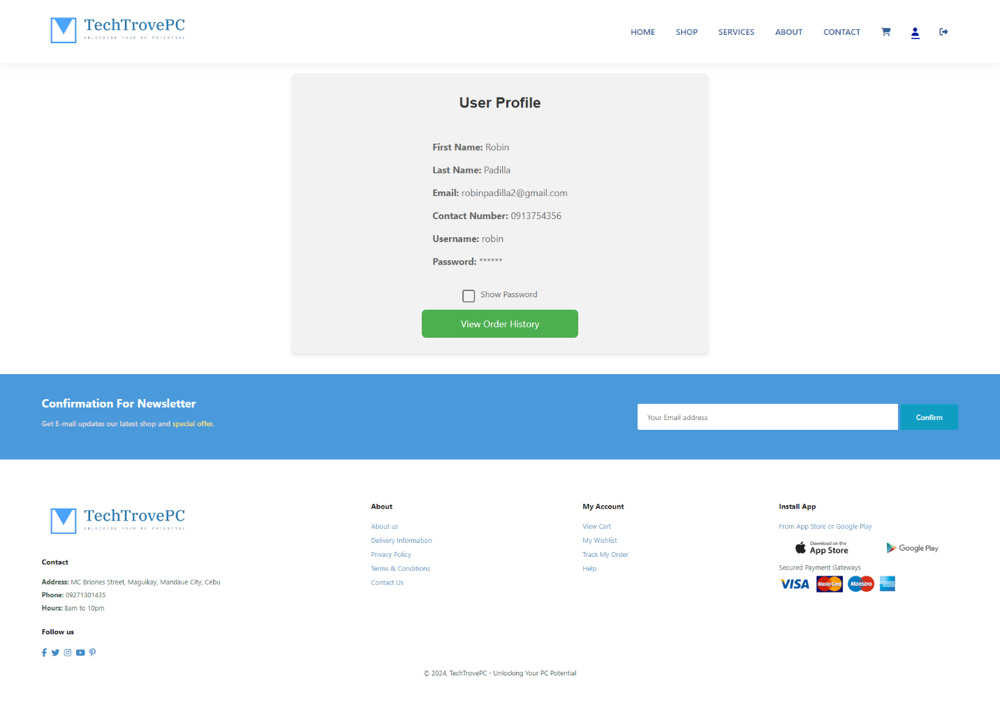 TechTrovePC
UNLOCKING YOUR PC POTENTIAL
HOME SHOP SERVICES ABOUT CONTACT
User Profile
First Name: Robin
Last Name: Padilla
Email: robinpadilla2@gmail.com
Contact Number: 0913754356
Username: robin
Password: ******
Show Password
View Order History
Confirmation For Newsletter
Get E-mail updates our latest shop and special offer.
Your Email address
Confirm
TechTrovePC
UNLOCKING YOUR PC POTENTIAL
Contact
Address: MC Briones Street, Maguikay, Mandaue City, Cebu
Phone: 09271301435
Hours: 8am to 10pm
Follow us
About
About us
Delivery Information
Privacy Policy
Terms & Conditions
Contact Us
My Account
View Cart
My Wishlist
Track My Order
Help
Install App
From App Store or Google Play
Download on the
App Store
Google Play
Secured Payment Gateways
VISA MasterCard Maestro
© 2024, TechTrovePC - Unlocking Your PC Potential